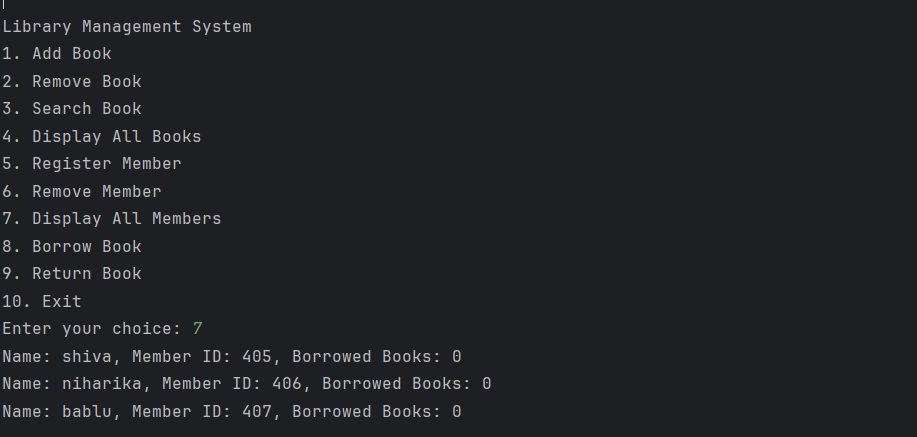 Library Management System
1. Add Book
2. Remove Book
3. Search Book
4. Display All Books
5. Register Member
6. Remove Member
7. Display All Members
8. Borrow Book
9. Return Book
10. Exit
Enter your choice: 7
Name: shiva, Member ID: 405, Borrowed Books: 0
Name: niharika, Member ID: 406, Borrowed Books: 0
Name: bablu, Member ID: 407, Borrowed Books: 0